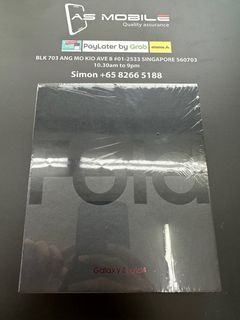 AS MOBILE
Quality assurance
PayLater by Grab
atome
BLK 703 ANG MO KIO AVE 8 #01-2533 SINGAPORE 560703
10.30am to 9pm
Simon +65 8266 5188
Fold
Galaxy Z Fold4